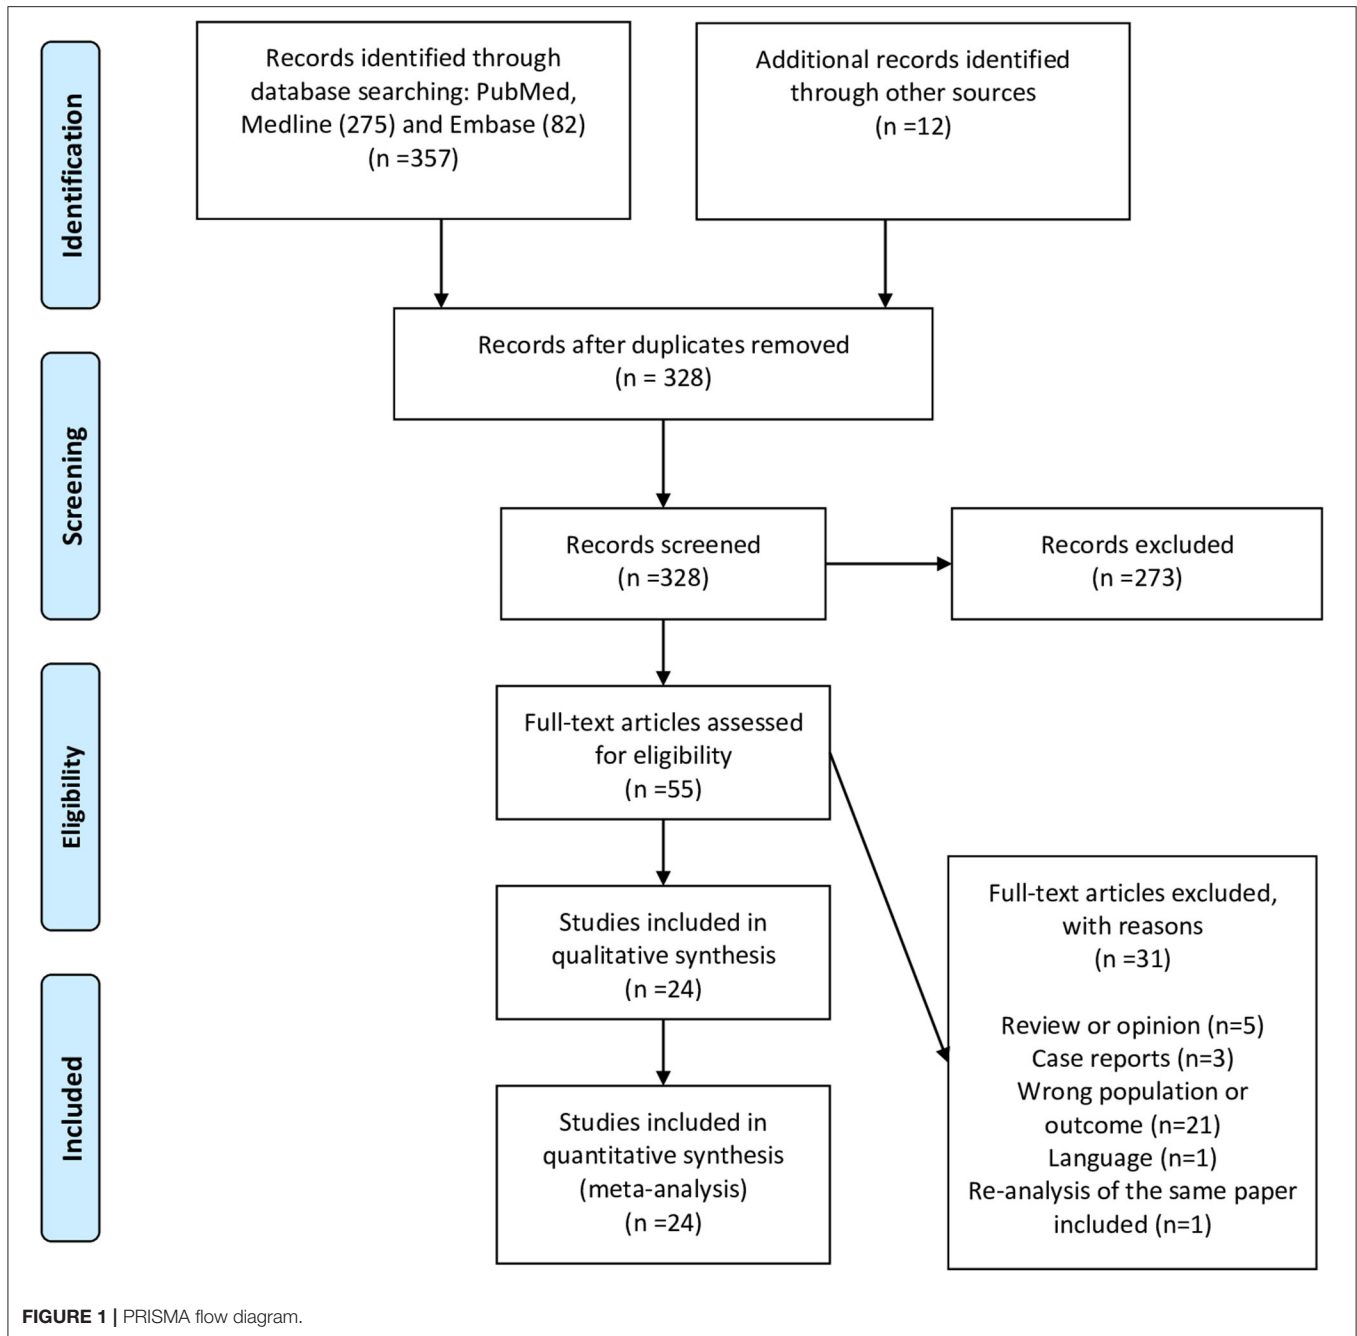 Identification
Records identified through
database searching: PubMed,
Medline (275) and Embase (82)
(n =357)
Additional records identified
through other sources
(n =12)
Records after duplicates removed
(n = 328)
Screening
Records screened
(n =328)
Records excluded
(n =273)
Eligibility
Full-text articles assessed
for eligibility
(n =55)
Full-text articles excluded,
with reasons
(n =31)
Review or opinion (n=5)
Case reports (n=3)
Wrong population or
outcome (n=21)
Language (n=1)
Re-analysis of the same paper
included (n=1)
Studies included in
qualitative synthesis
(n =24)
Included
Studies included in
quantitative synthesis
(meta-analysis)
(n =24)
FIGURE 1 | PRISMA flow diagram.